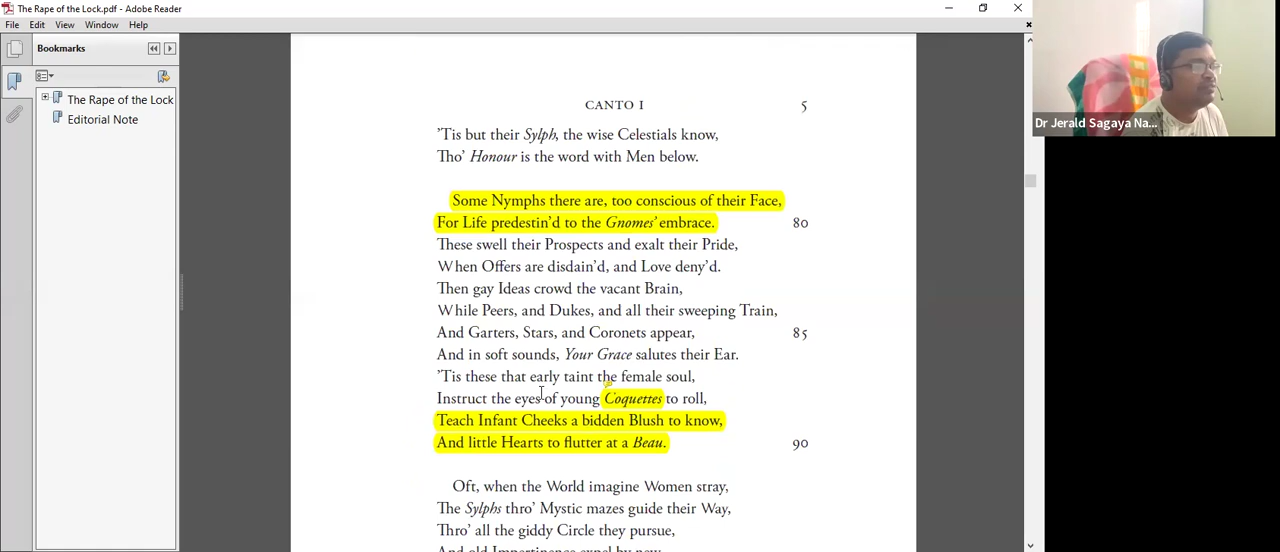 The Rape of the Lock.pdf - Adobe Reader
File Edit View Window Help
Bookmarks
The Rape of the Lock
Editorial Note
CANTO I 5
’Tis but their Sylph, the wise Celestials know,
Tho’ Honour is the word with Men below.
Some Nymphs there are, too conscious of their Face,
For Life predestin’d to the Gnomes’ embrace. 80
These swell their Prospects and exalt their Pride,
When Offers are disdain’d, and Love deny’d.
Then gay Ideas crowd the vacant Brain,
While Peers, and Dukes, and all their sweeping Train,
And Garters, Stars, and Coronets appear, 85
And in soft sounds, Your Grace salutes their Ear.
’Tis these that early taint the female soul,
Instruct the eyes of young Coquettes to roll,
Teach Infant Cheeks a bidden Blush to know,
And little Hearts to flutter at a Beau. 90
Oft, when the World imagine Women stray,
The Sylphs thro’ Mystic mazes guide their Way,
Thro’ all the giddy Circle they pursue,
And old Impertinence expel by new.
Dr Jerald Sagaya Na...